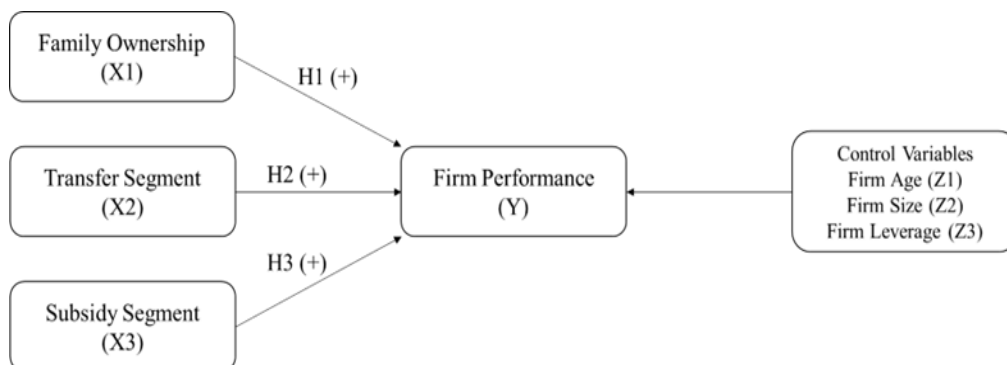 Family Ownership
(X1)
H1 (+)
Transfer Segment
(X2)
H2 (+)
Firm Performance
(Y)
Control Variables
Firm Age (Z1)
Firm Size (Z2)
Firm Leverage (Z3)
H3 (+)
Subsidy Segment
(X3)